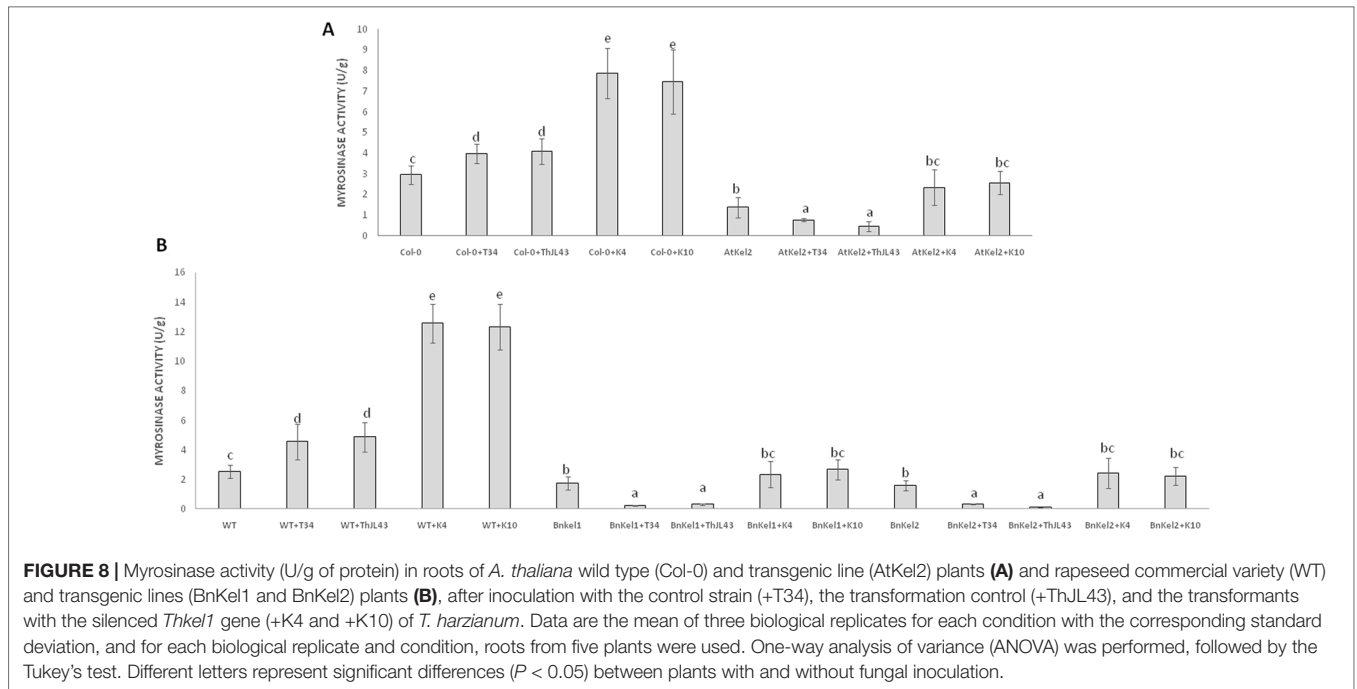 A
MYROSINASE ACTIVITY (U/g)
10
9
8
7
6
5
4
3
2
1
0
c
d
d
e
e
b
a
a
bc
bc
Col-0
Col-0+T34
Col-0+ThJL43
Col-0+K4
Col-0+K10
AtKel2
AtKel2+T34
AtKel2+ThJL43
AtKel2+K4
AtKel2+K10
B
MYROSINASE ACTIVITY (U/g)
16
14
12
10
8
6
4
2
0
c
d
d
e
e
b
a
a
bc
bc
b
a
a
bc
bc
WT
WT+T34
WT+ThJL43
WT+K4
WT+K10
Bnkel1
BnKel1+T34
BnKel1+ThJL43
BnKel1+K4
BnKel1+K10
BnKel2
BnKel2+T34
BnKel2+ThJL43
BnKel2+K4
BnKel2+K10
FIGURE 8 | Myrosinase activity (U/g of protein) in roots of A. thaliana wild type (Col-0) and transgenic line (AtKel2) plants (A) and rapeseed commercial variety (WT)
and transgenic lines (BnKel1 and BnKel2) plants (B), after inoculation with the control strain (+T34), the transformation control (+ThJL43), and the transformants
with the silenced Thkel1 gene (+K4 and +K10) of T. harzianum. Data are the mean of three biological replicates for each condition with the corresponding standard
deviation, and for each biological replicate and condition, roots from five plants were used. One-way analysis of variance (ANOVA) was performed, followed by the
Tukey's test. Different letters represent significant differences (P < 0.05) between plants with and without fungal inoculation.